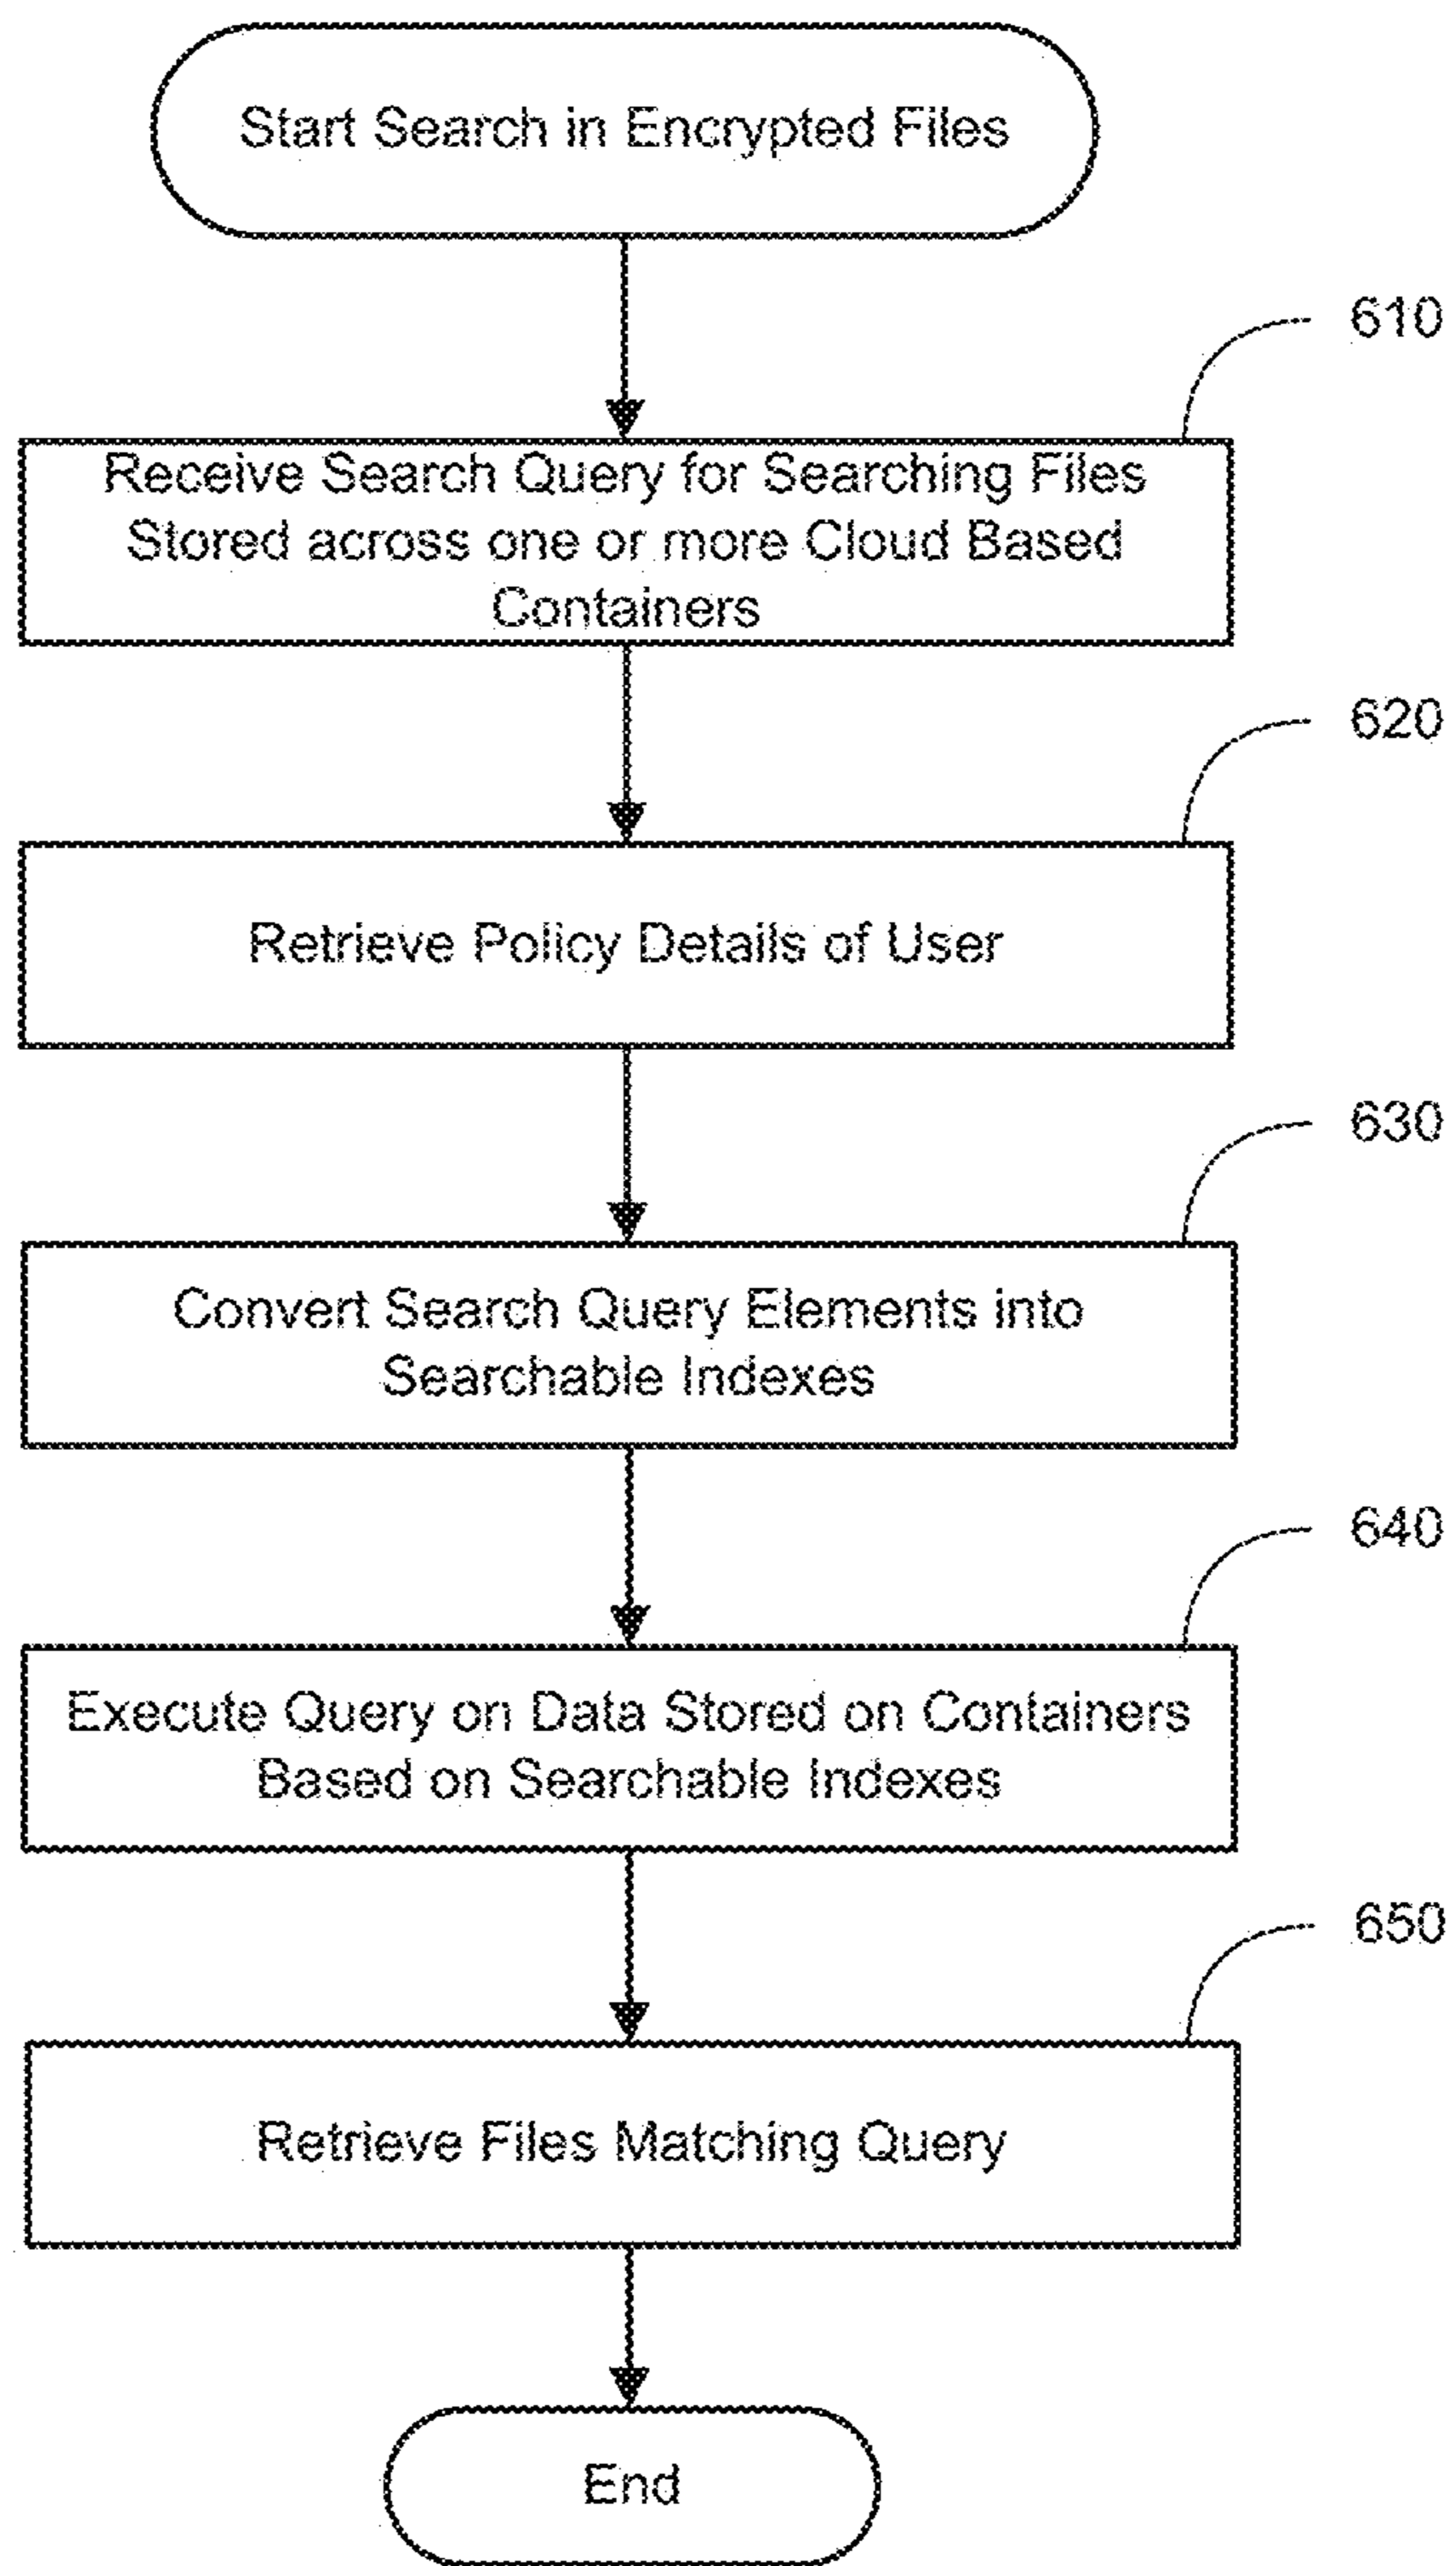 Start Search in Encrypted Files
610
Receive Search Query for Searching Files
Stored across one or more Cloud Based
Containers
620
Retrieve Policy Details of User
630
Convert Search Query Elements into
Searchable Indexes
640
Execute Query on Data Stored on Containers
Based on Searchable Indexes
650
Retrieve Files Matching Query
End